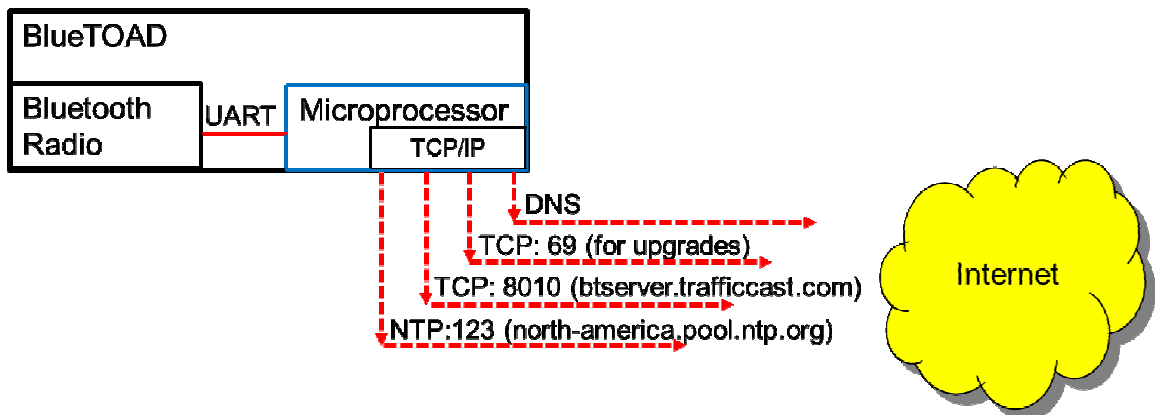 BlueTOAD
Bluetooth
Radio
UART
Microprocessor
TCP/IP
DNS
TCP: 69 (for upgrades)
TCP: 8010 (btserver.trafficcast.com)
NTP:123 (north-america.pool.ntp.org)
Internet